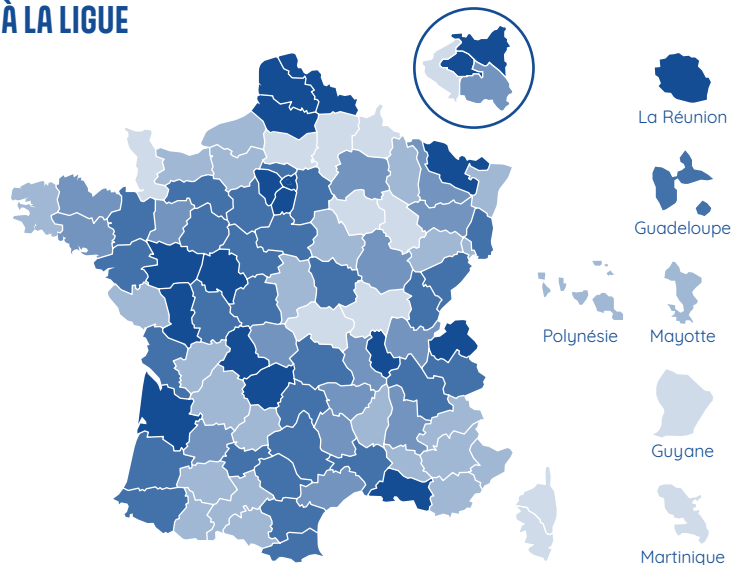 À LA LIGUE
La Réunion
Guadeloupe
Polynésie
Mayotte
Guyane
Martinique